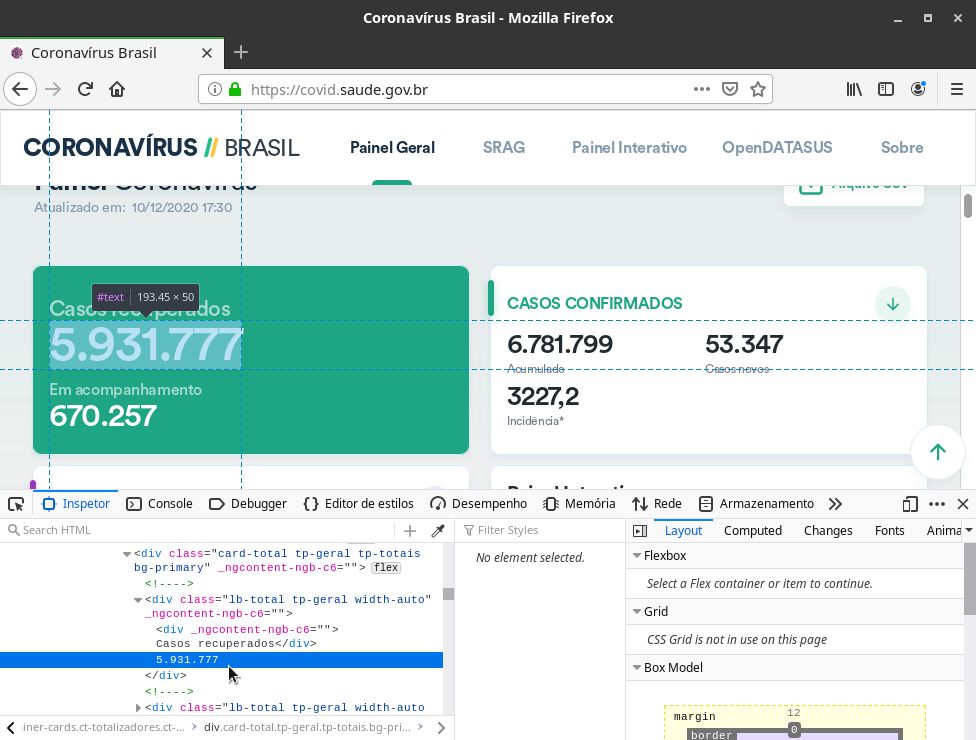 Coronavírus Brasil - Mozilla Firefox
Coronavírus Brasil
https://covid.saude.gov.br
CORONAVÍRUS // BRASIL
Painel Geral
SRAG
Painel Interativo
OpenDATASUS
Sobre
Painel Coronavírus
Arquivo CSV
Atualizado em: 10/12/2020 17:30
#text 193.45 × 50
Casos recuperados
5.931.777
Em acompanhamento
670.257
CASOS CONFIRMADOS
6.781.799
53.347
Acumulado
Casos novos
3227,2
Incidência*
Painel Interativo
Inspetor
Console
Debugger
Editor de estilos
Desempenho
Memória
Rede
Armazenamento
Search HTML
<div class="card-total tp-geral tp-totais
bg-primary" _ngcontent-ngb-c6=""> flex
<!---->
<div class="lb-total tp-geral width-auto"
_ngcontent-ngb-c6="">
<div _ngcontent-ngb-c6="">
Casos recuperados</div>
5.931.777
</div>
<!---->
<div class="lb-total tp-geral width-auto
iner-cards.ct-totalizadores.ct-...
div.card-total.tp-geral.tp-totais.bg-pri...
Filter Styles
No element selected.
Layout
Computed
Changes
Fonts
Anima
Flexbox
Select a Flex container or item to continue.
Grid
CSS Grid is not in use on this page
Box Model
margin
12
border
0